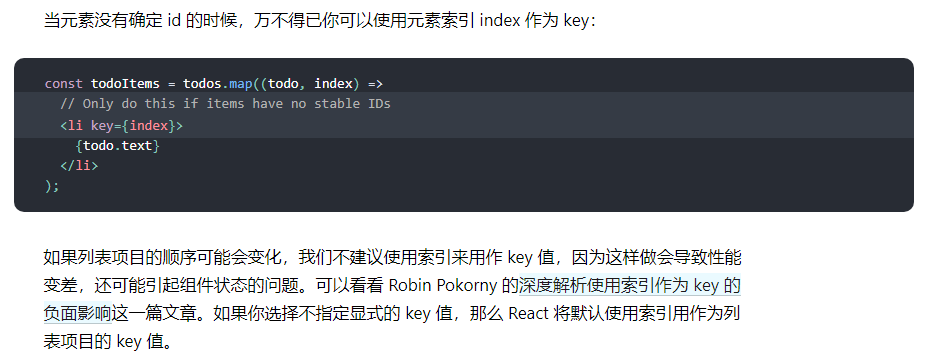 当元素没有确定 id 的时候，万不得已你可以使用元素索引 index 作为 key：
const todoItems = todos.map((todo, index) =>
  // Only do this if items have no stable IDs
  <li key={index}>
    {todo.text}
  </li>
);
如果列表项目的顺序可能会变化，我们不建议使用索引来用作 key 值，因为这样做会导致性能
变差，还可能引起组件状态的问题。可以看看 Robin Pokorny 的深度解析使用索引作为 key 的
负面影响这一篇文章。如果你选择不指定显式的 key 值，那么 React 将默认使用索引用作为列
表项目的 key 值。